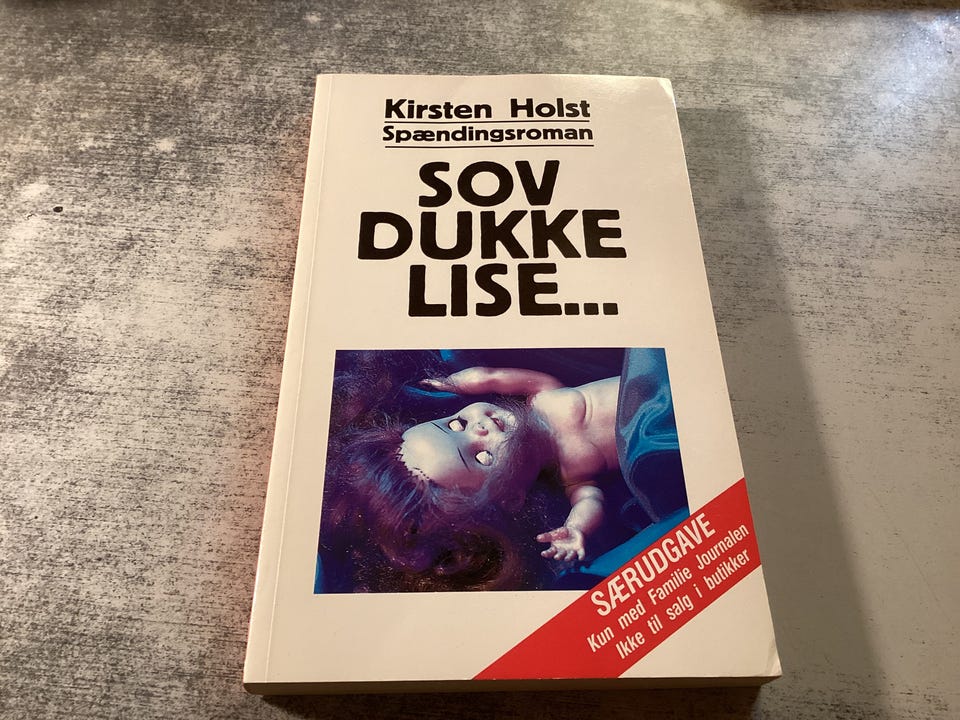 Kirsten Holst
Spændingsroman
SOV
DUKKE
LISE...
SÆRUDGAVE
Kun med Familie Journalen
Ikke til salg i butikker